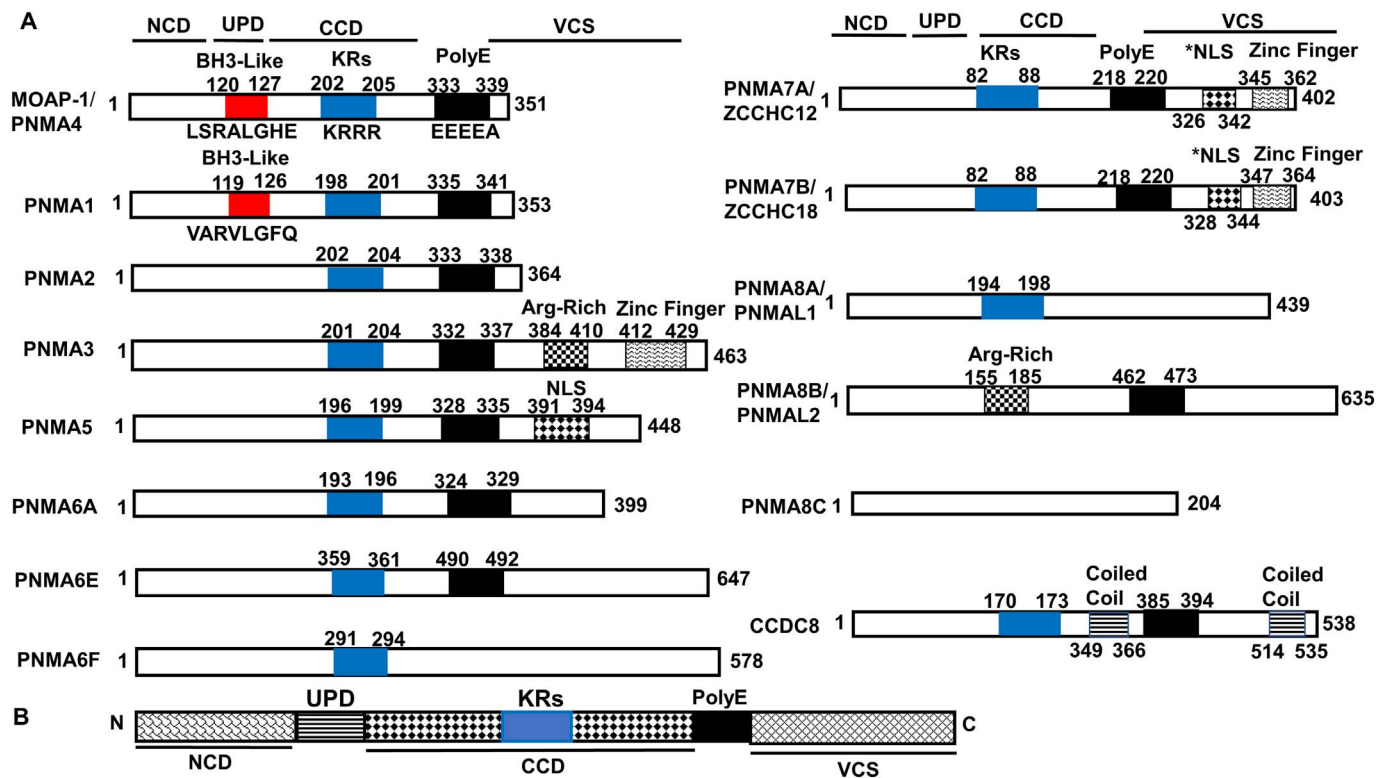 A
NCD UPD CCD VCS
BH3-Like KRs PolyE
120 127 202 205 333 339
MOAP-1/
PNMA4
1 351
LSRALGHE KRRR EEEEA
BH3-Like
119 126 198 201 335 341
PNMA1 1 353
VARVLGFQ
202 204 333 338
PNMA2 1 364
Arg-Rich Zinc Finger
201 204 332 337 384 410 412 429
PNMA3 1 463
NLS
196 199 328 335 391 394
PNMA5 1 448
193 196 324 329
PNMA6A 1 399
359 361 490 492
PNMA6E 1 647
291 294
PNMA6F 1 578
NCD UPD CCD VCS
KRs PolyE *NLS Zinc Finger
82 88 218 220 345 362
PNMA7A/
ZCCHC12
1 402
326 342
*NLS Zinc Finger
82 88 218 220 347 364
PNMA7B/
ZCCHC18
1 403
328 344
194 198
PNMA8A/
PNMAL1
1 439
Arg-Rich
155 185 462 473
PNMA8B/
PNMAL2
1 635
PNMA8C 1 204
Coiled
Coil
Coiled
Coil
170 173 385 394
CCDC8 1 538
349 366 514 535
B
UPD KRs PolyE
N C
NCD CCD VCS